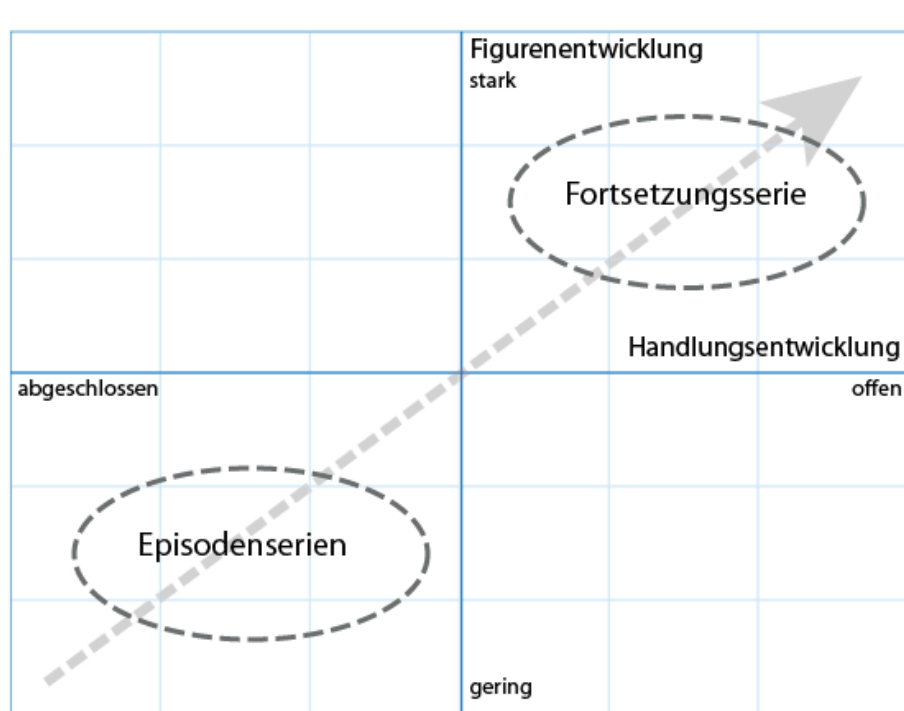 Figurenentwicklung
stark
Fortsetzungsserie
Handlungsentwicklung
abgeschlossen
offen
Episodenserien
gering